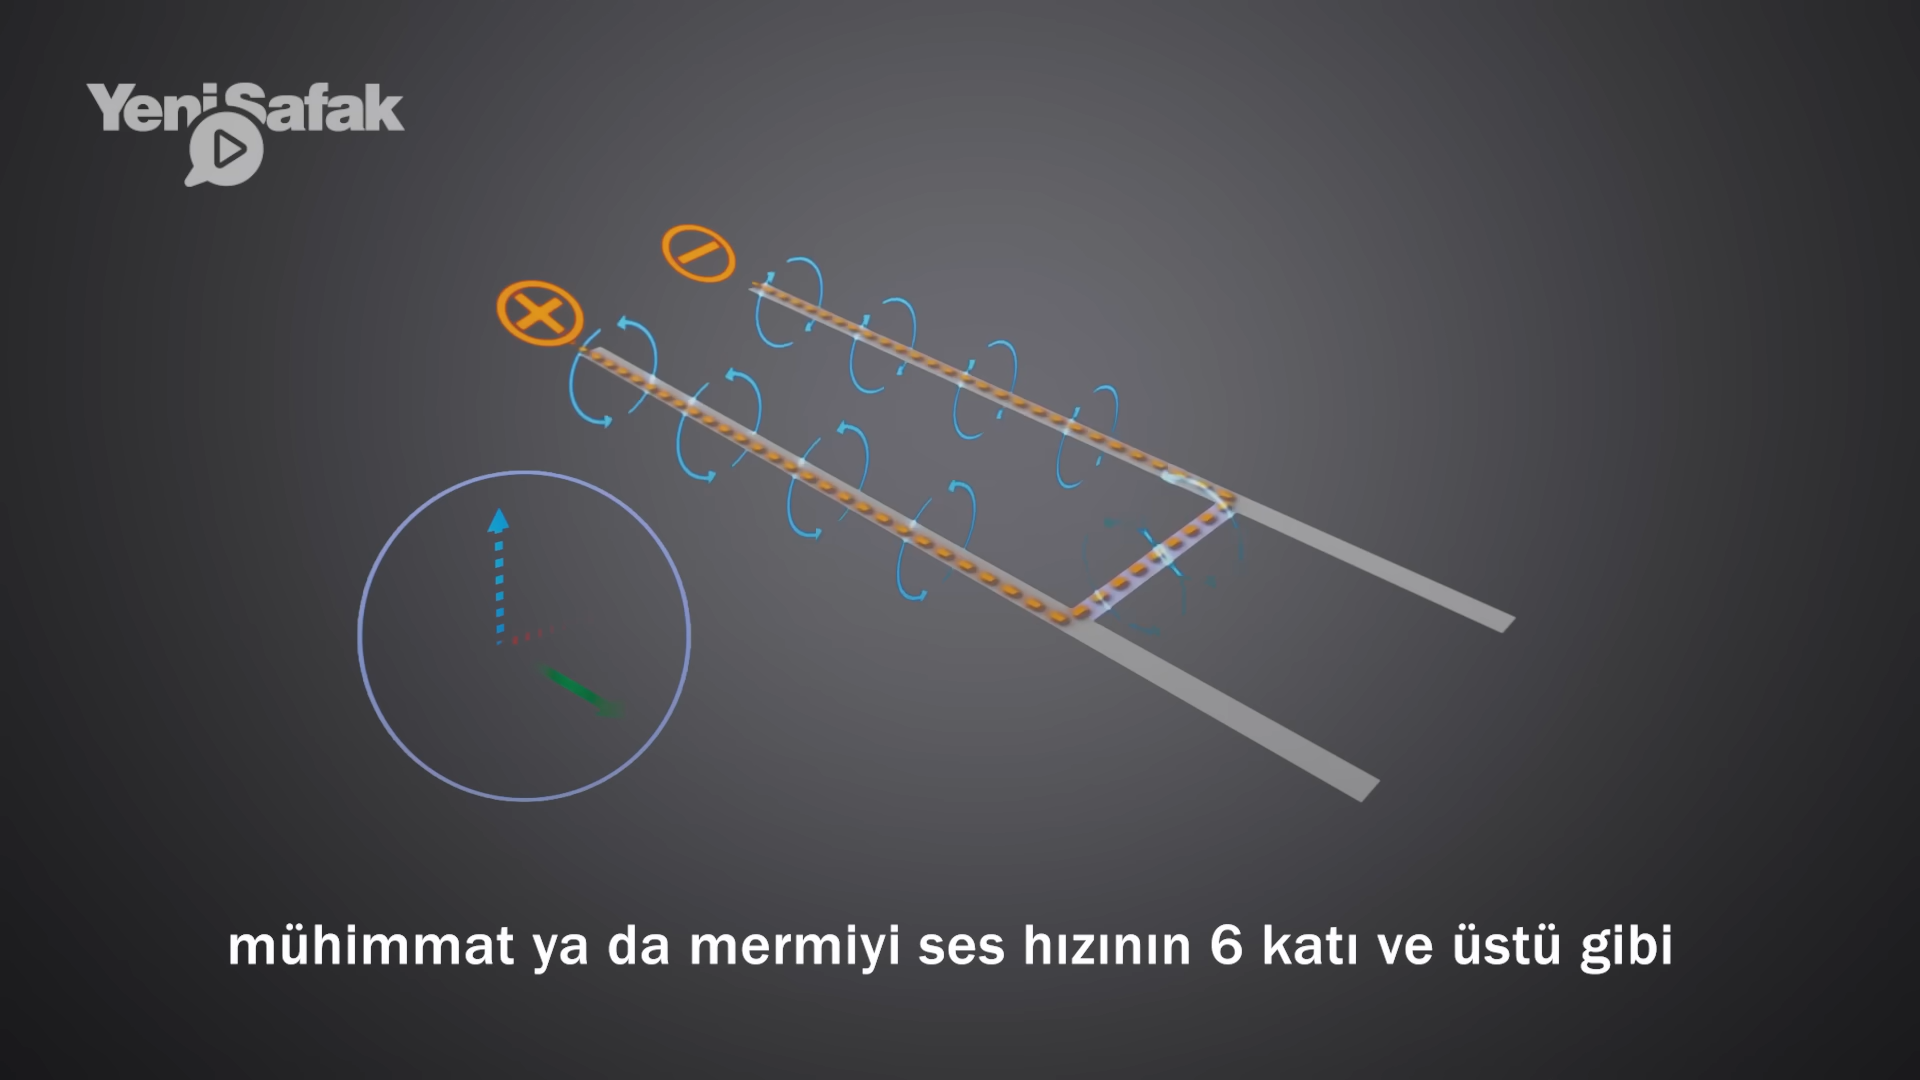 YeniSafak
mühimmat ya da mermiyi ses hızının 6 katı ve üstü gibi